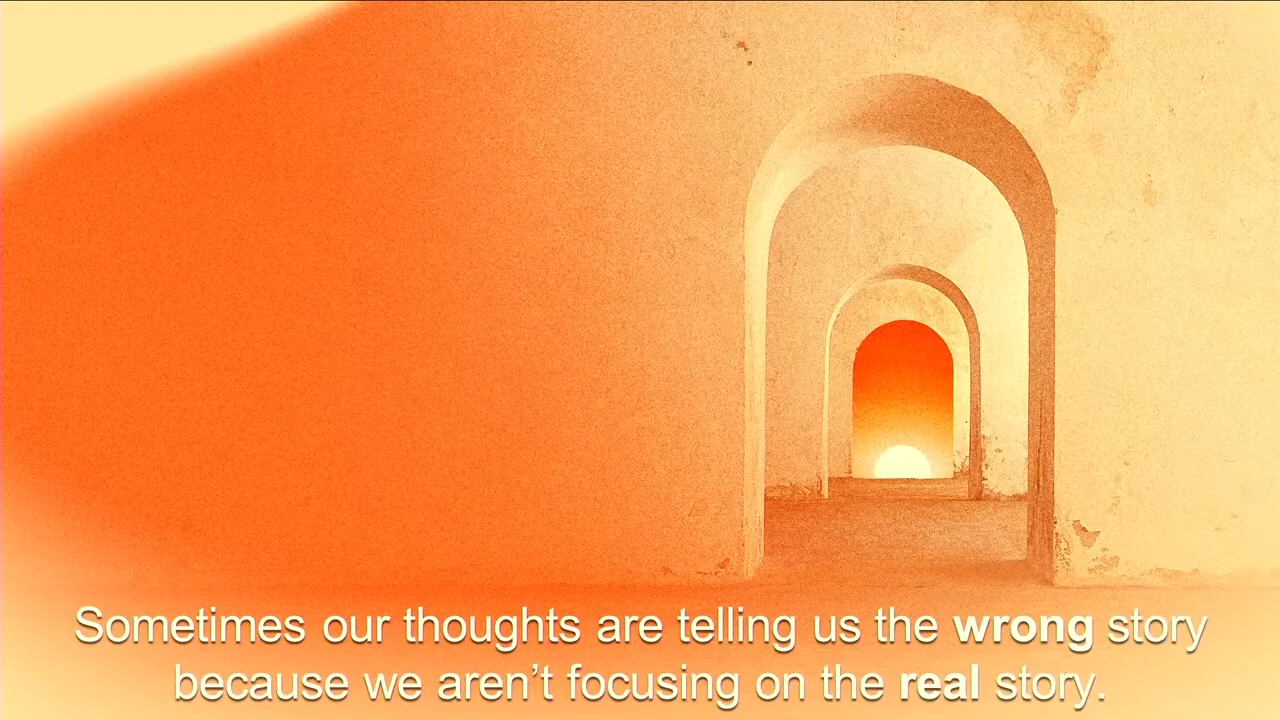 Sometimes our thoughts are telling us the wrong story
because we aren’t focusing on the real story.